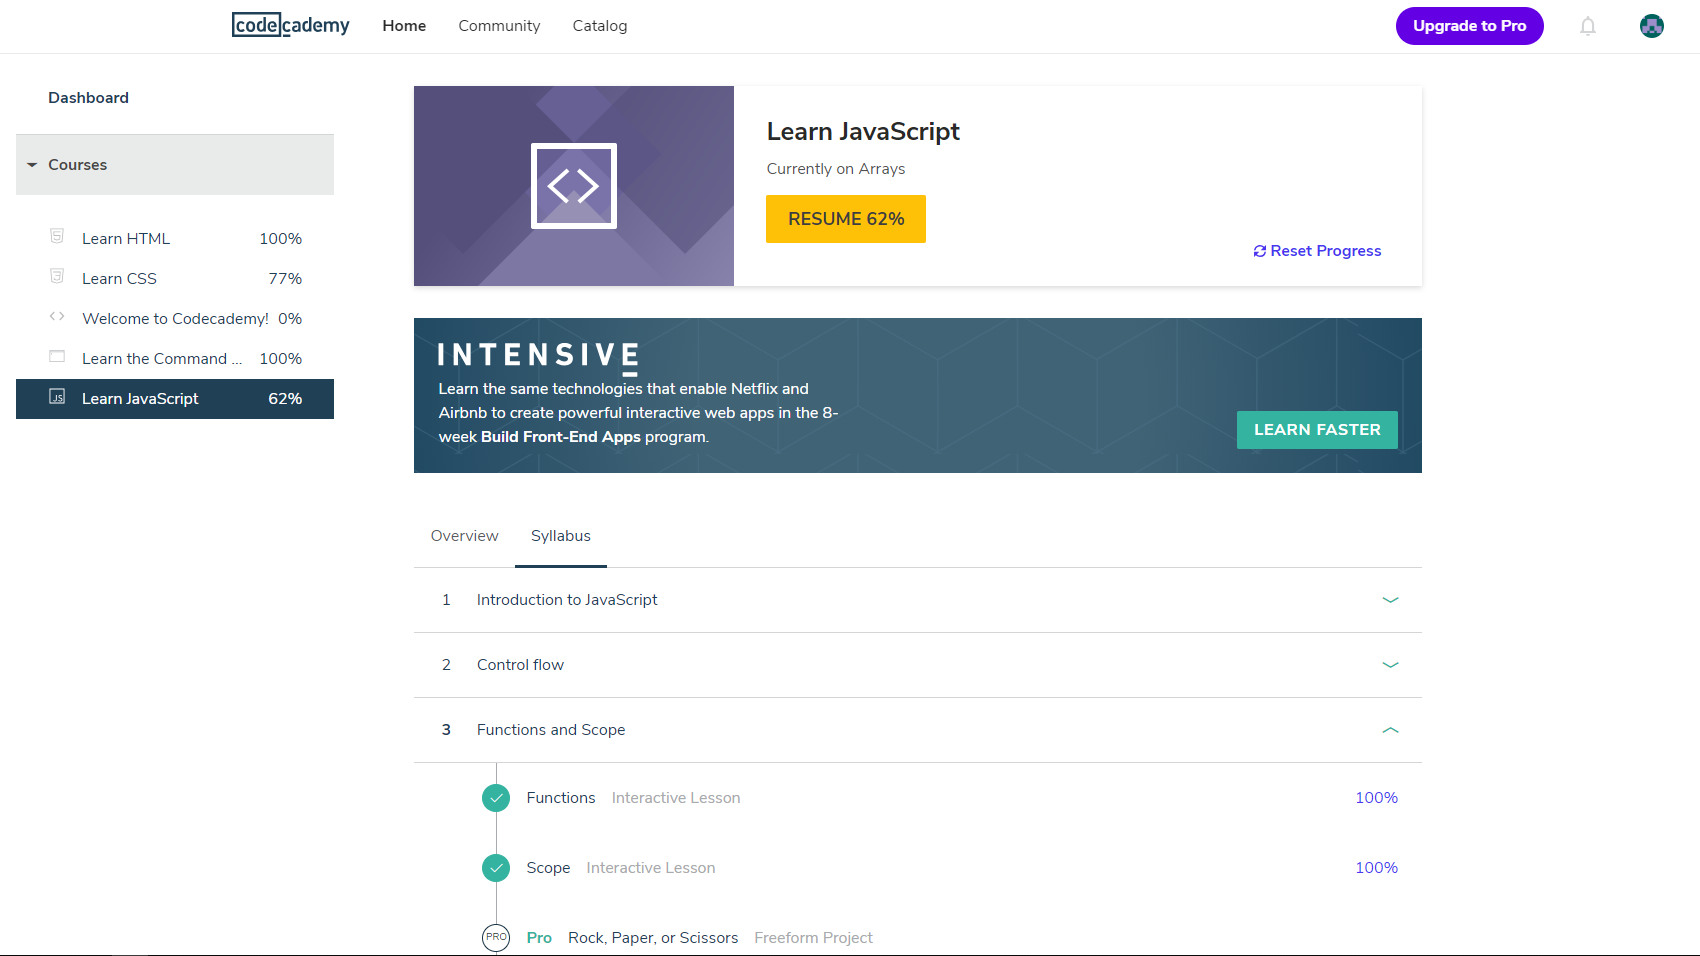 codecademy
Home
Community
Catalog
Upgrade to Pro
Dashboard
Courses
Learn HTML 100%
Learn CSS 77%
Welcome to Codecademy! 0%
Learn the Command ... 100%
JS Learn JavaScript 62%
Learn JavaScript
Currently on Arrays
RESUME 62%
Reset Progress
INTENSIVE
Learn the same technologies that enable Netflix and
Airbnb to create powerful interactive web apps in the 8-
week Build Front-End Apps program.
LEARN FASTER
Overview
Syllabus
1 Introduction to JavaScript
2 Control flow
3 Functions and Scope
Functions Interactive Lesson 100%
Scope Interactive Lesson 100%
PRO Pro Rock, Paper, or Scissors Freeform Project